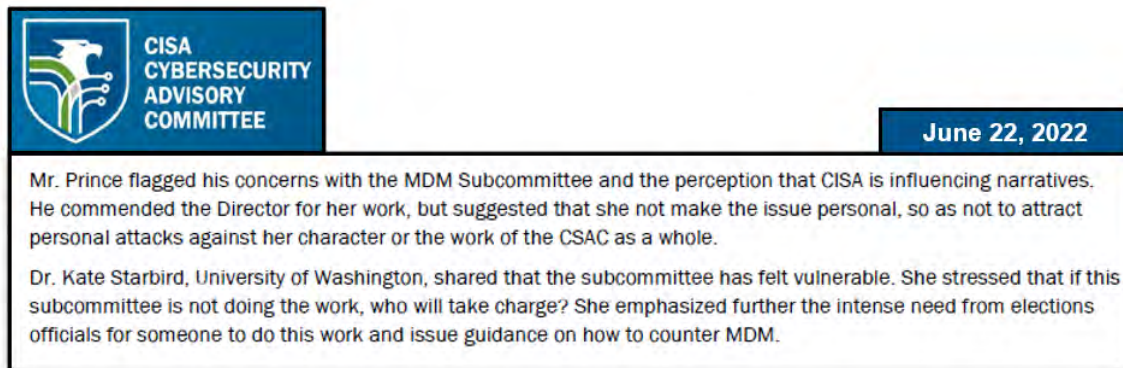 CISA
CYBERSECURITY
ADVISORY
COMMITTEE
June 22, 2022
Mr. Prince flagged his concerns with the MDM Subcommittee and the perception that CISA is influencing narratives.
He commended the Director for her work, but suggested that she not make the issue personal, so as not to attract
personal attacks against her character or the work of the CSAC as a whole.
Dr. Kate Starbird, University of Washington, shared that the subcommittee has felt vulnerable. She stressed that if this
subcommittee is not doing the work, who will take charge? She emphasized further the intense need from elections
officials for someone to do this work and issue guidance on how to counter MDM.